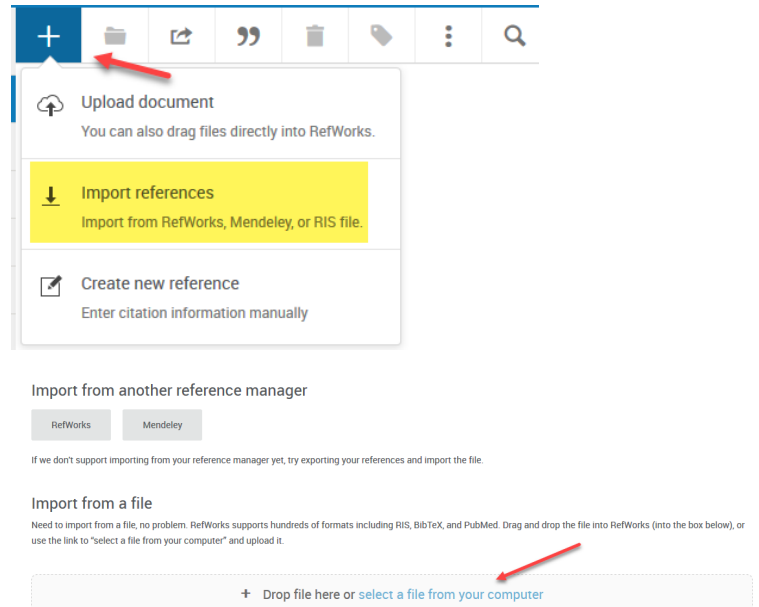 Upload document
You can also drag files directly into RefWorks.
Import references
Import from RefWorks, Mendeley, or RIS file.
Create new reference
Enter citation information manually
Import from another reference manager
RefWorks Mendeley
If we don't support importing from your reference manager yet, try exporting your references and import the file.
Import from a file
Need to import from a file, no problem. RefWorks supports hundreds of formats including RIS, BibTeX, and PubMed. Drag and drop the file into RefWorks (into the box below), or
use the link to "select a file from your computer" and upload it.
+ Drop file here or select a file from your computer